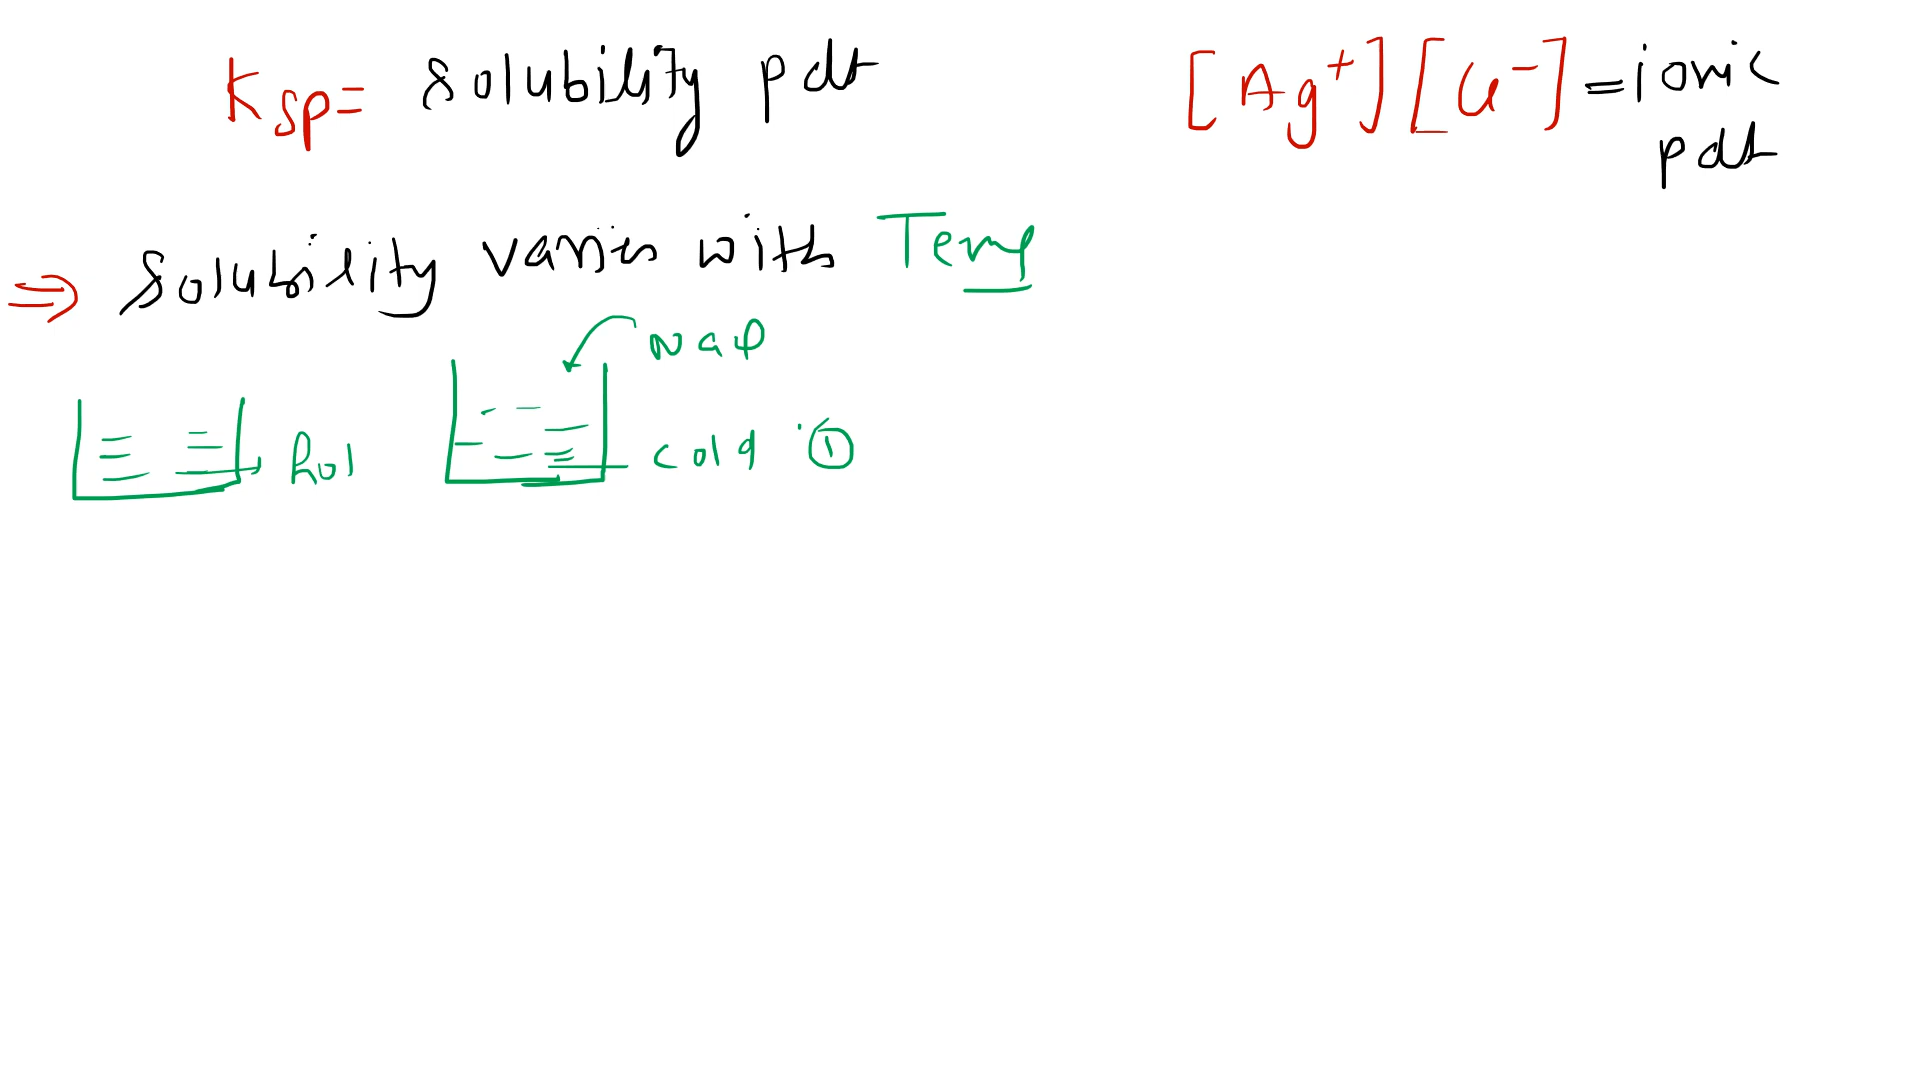 Ksp = solubility pdt
[Ag⁺][Cl⁻] = ionic
pdt
⇒ Solubility varies with Temp
Nacl
hot
cold ①